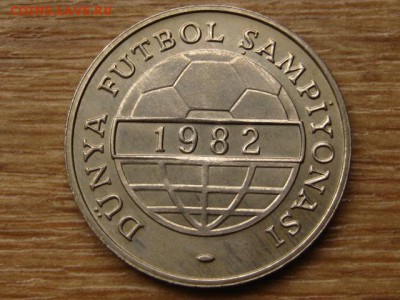 DÜNYA FUTBOL ŞAMPİYONASI
1982